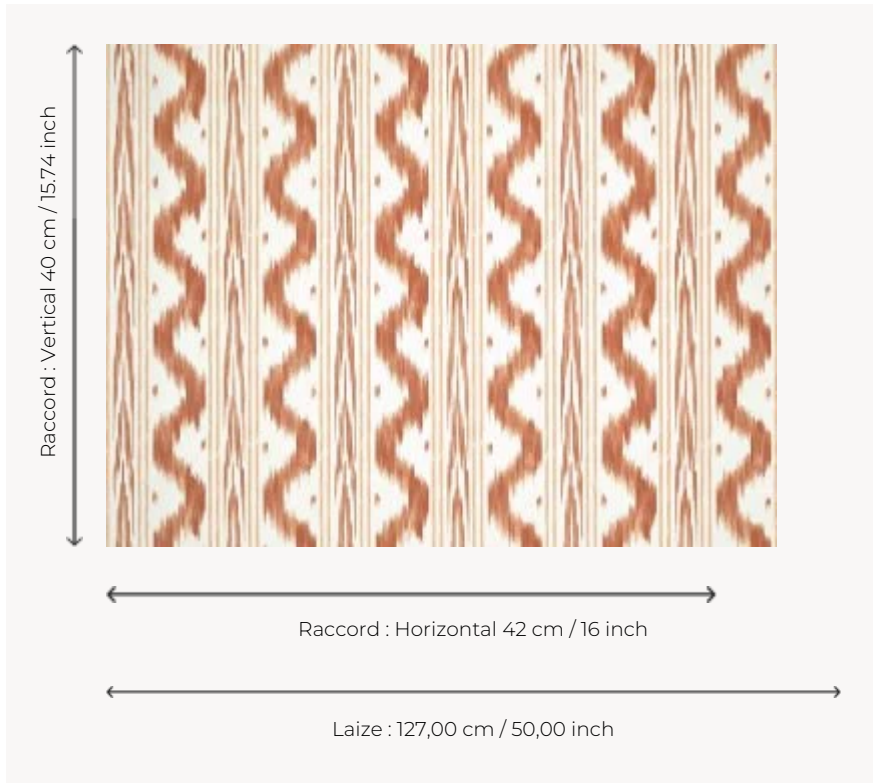 Raccord : Vertical 40 cm / 15.74 inch
Raccord : Horizontal 42 cm / 16 inch
Laize : 127,00 cm / 50,00 inch